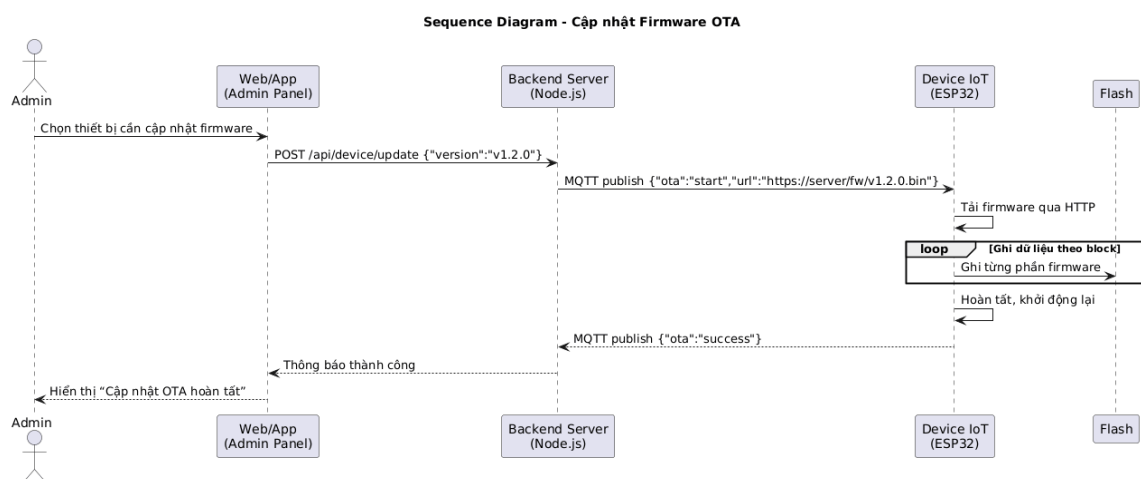 Sequence Diagram - Cập nhật Firmware OTA
Admin
Web/App
(Admin Panel)
Backend Server
(Node.js)
Device IoT
(ESP32)
Flash
Chọn thiết bị cần cập nhật firmware
POST /api/device/update {"version":"v1.2.0"}
MQTT publish {"ota":"start","url":"https://server/fw/v1.2.0.bin"}
Tải firmware qua HTTP
loop [Ghi dữ liệu theo block]
Ghi từng phần firmware
Hoàn tất, khởi động lại
MQTT publish {"ota":"success"}
Thông báo thành công
Hiển thị “Cập nhật OTA hoàn tất”
Admin
Web/App
(Admin Panel)
Backend Server
(Node.js)
Device IoT
(ESP32)
Flash